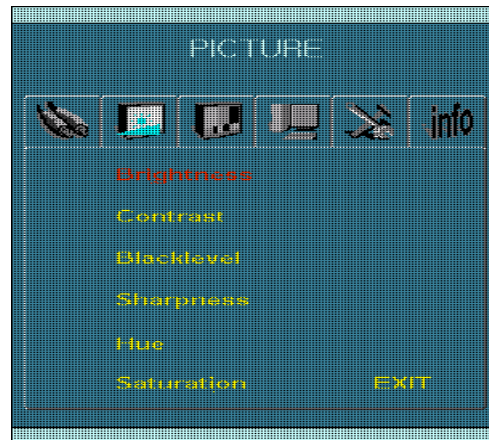 PICTURE
info
Brightness
Contrast
Blacklevel
Sharpness
Hue
Saturation EXIT